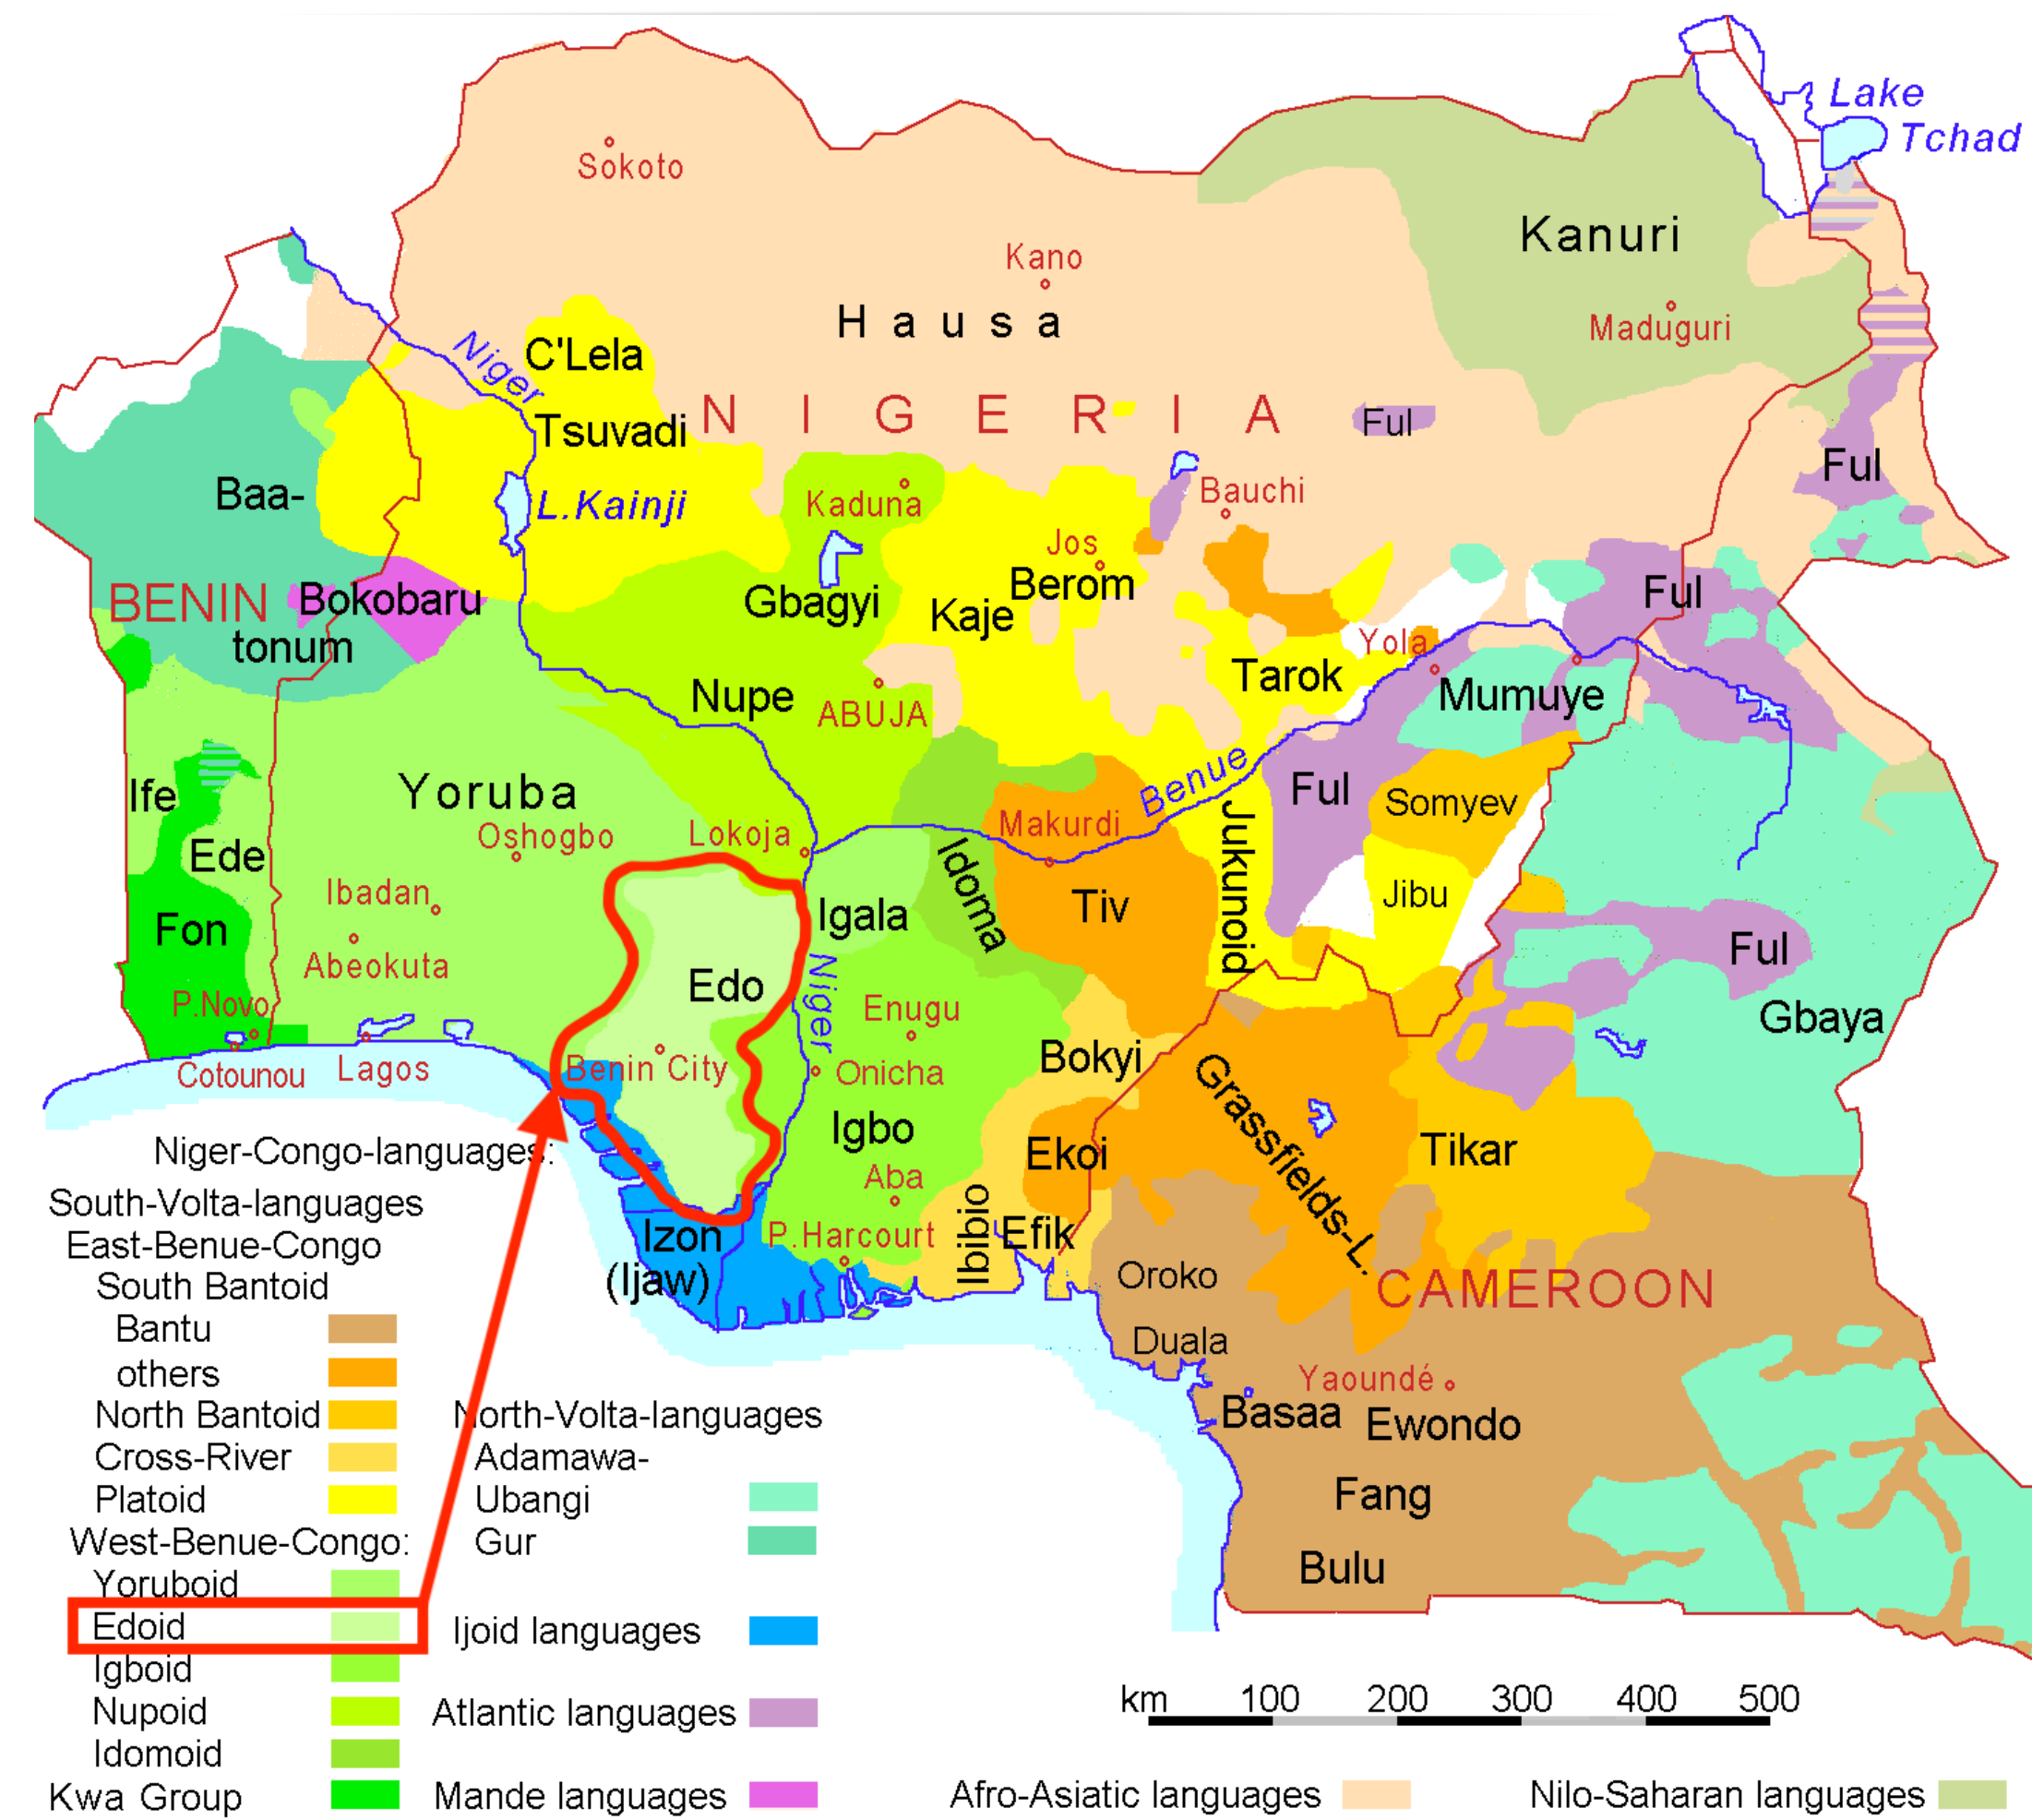 Lake
Tchad
Sokoto
Kanuri
Kano
Hausa
Maduguri
Niger
C'Lela
NIGERIA
Ful
Tsuvadi
Ful
Baa-
L.Kainji
Kaduna
Bauchi
Jos
BENIN
Bokobaru
Gbagyi
Kaje
Berom
Ful
tonum
Yola
Nupe
ABUJA
Tarok
Mumuye
Ife
Yoruba
Benue
Ful
Somyev
Oshogbo
Lokoja
Makurdi
Jukunoid
Ede
Ibadan
Idoma
Tiv
Jibu
Fon
Igala
Abeokuta
Edo
Niger
Ful
P.Novo
Enugu
Gbaya
Cotounou
Lagos
Benin City
Onicha
Bokyi
Grassfields-L.
Igbo
Ekoi
Tikar
Aba
Izon
(Ijaw)
P.Harcourt
Ibibio
Efik
Oroko
CAMEROON
Duala
Yaoundé
Basaa
Ewondo
Fang
Bulu
Niger-Congo-languages:
South-Volta-languages
East-Benue-Congo
South Bantoid
Bantu
others
North Bantoid
Cross-River
Platoid
West-Benue-Congo:
Yoruboid
Edoid
Igboid
Nupoid
Idomoid
Kwa Group
North-Volta-languages
Adamawa-
Ubangi
Gur
Ijoid languages
Atlantic languages
Mande languages
km 100 200 300 400 500
Afro-Asiatic languages
Nilo-Saharan languages